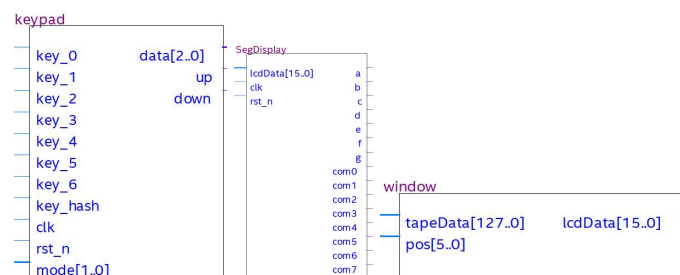 keypad
key_0 data[2..0]
key_1 up
key_2 down
key_3
key_4
key_5
key_6
key_hash
clk
rst_n
mode[1..0]
SegDisplay
lcdData[15..0] a
clk b
rst_n c
d
e
f
g
com0
com1
com2
com3
com4
com5
com6
com7
window
tapeData[127..0] lcdData[15..0]
pos[5..0]